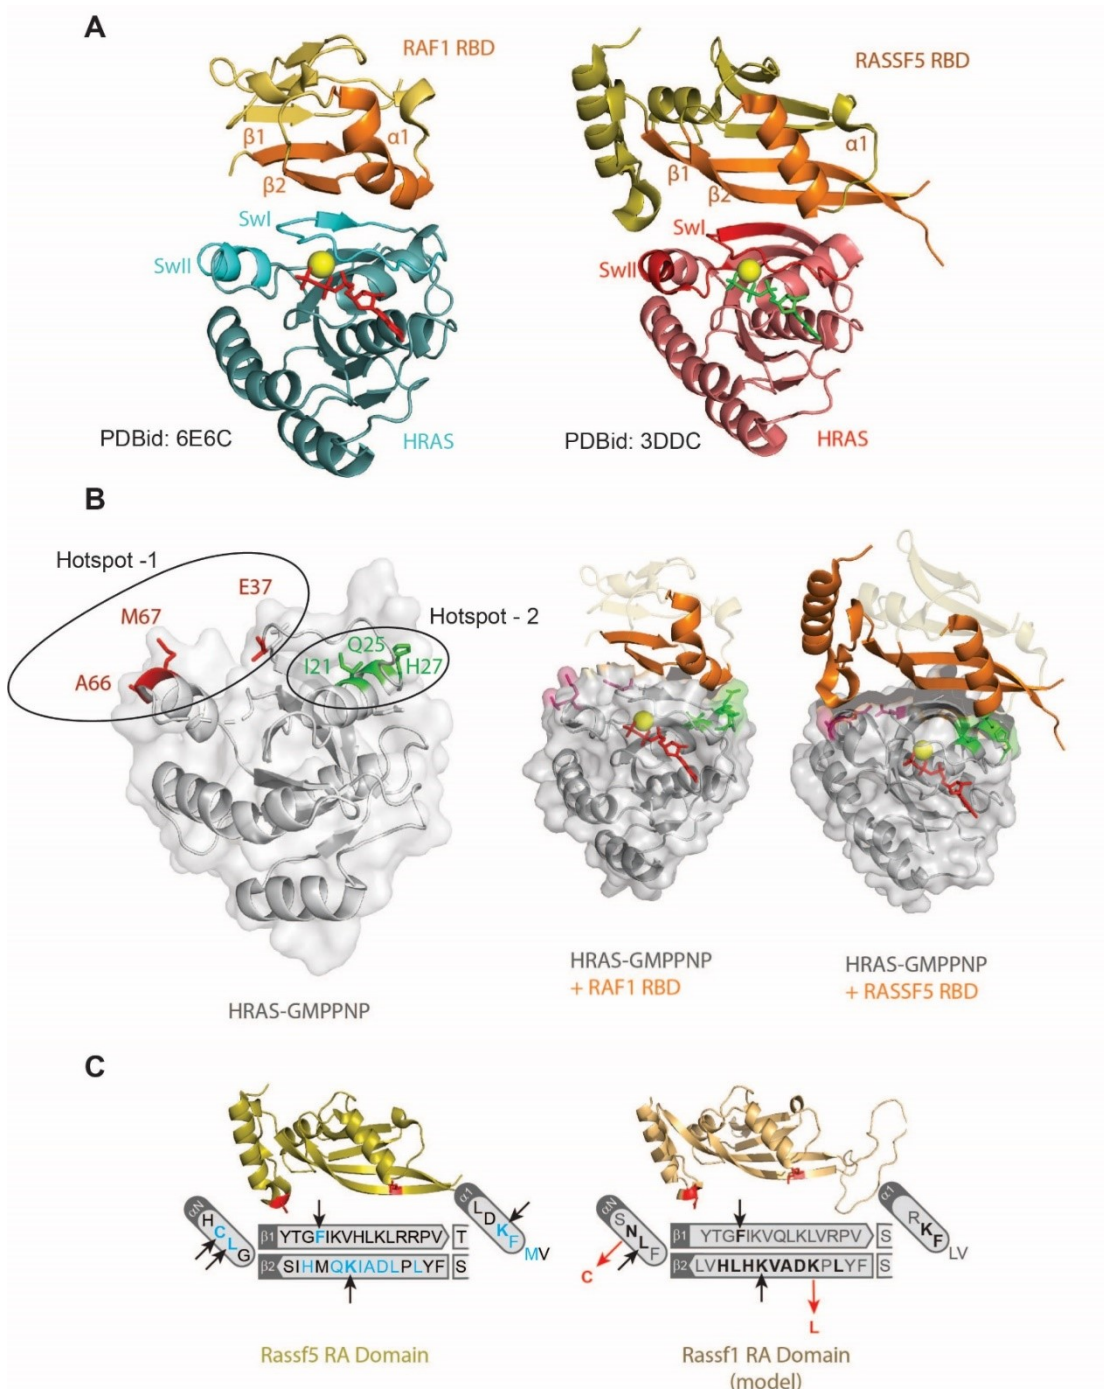 A
RAF1 RBD
β1
α1
β2
SwI
SwII
HRAS
PDBid: 6E6C
RASSF5 RBD
β1
β2
α1
SwI
SwII
HRAS
PDBid: 3DDC
B
Hotspot -1
E37
M67
A66
Hotspot - 2
Q25
I21
H27
HRAS-GMPPNP
HRAS-GMPPNP
+ RAF1 RBD
HRAS-GMPPNP
+ RASSF5 RBD
C
αN
H
C
L
G
β1 YTGFIKVHLKLRRPV T
β2 SIHMQKIADLPLYF S
α1
L
D
K
F
MV
Rassf5 RA Domain
αN
S
N
L
F
C
β1 YTGFIKVQLKLVRPV S
β2 LVHLHKVADKPLYF S
L
α1
R
K
F
LV
Rassf1 RA Domain
(model)